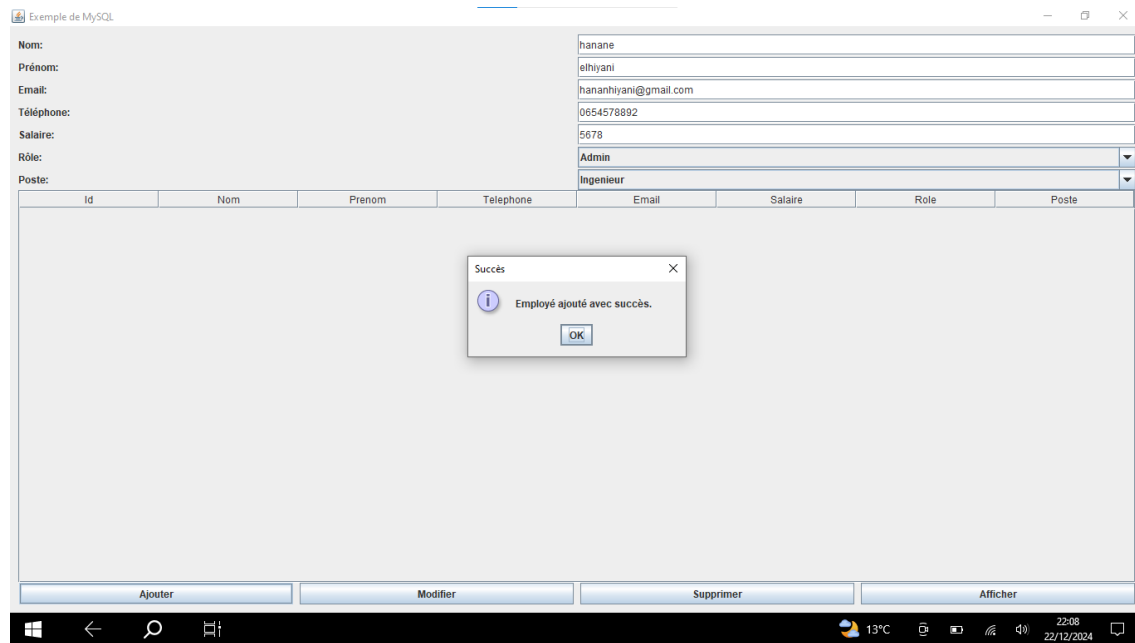 Exemple de MySQL
Nom: hanane
Prénom: elhiyani
Email: hananhiyani@gmail.com
Téléphone: 0654578892
Salaire: 5678
Rôle: Admin
Poste: Ingenieur
Id Nom Prenom Telephone Email Salaire Role Poste
Succès
Employé ajouté avec succès.
OK
Ajouter Modifier Supprimer Afficher
13°C 22:08
22/12/2024